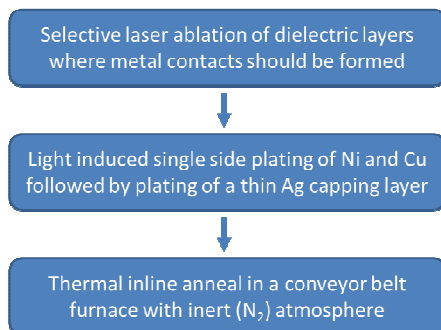 Selective laser ablation of dielectric layers
where metal contacts should be formed
Light induced single side plating of Ni and Cu
followed by plating of a thin Ag capping layer
Thermal inline anneal in a conveyor belt
furnace with inert (N₂) atmosphere